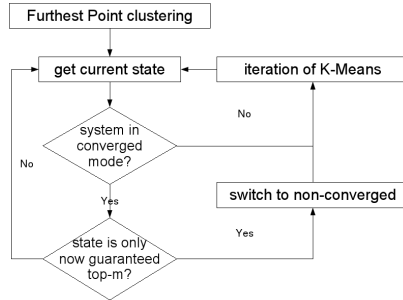 Furthest Point clustering
get current state
iteration of K-Means
system in
converged
mode?
No
No
Yes
switch to non-converged
state is only
now guaranteed
top-m?
Yes